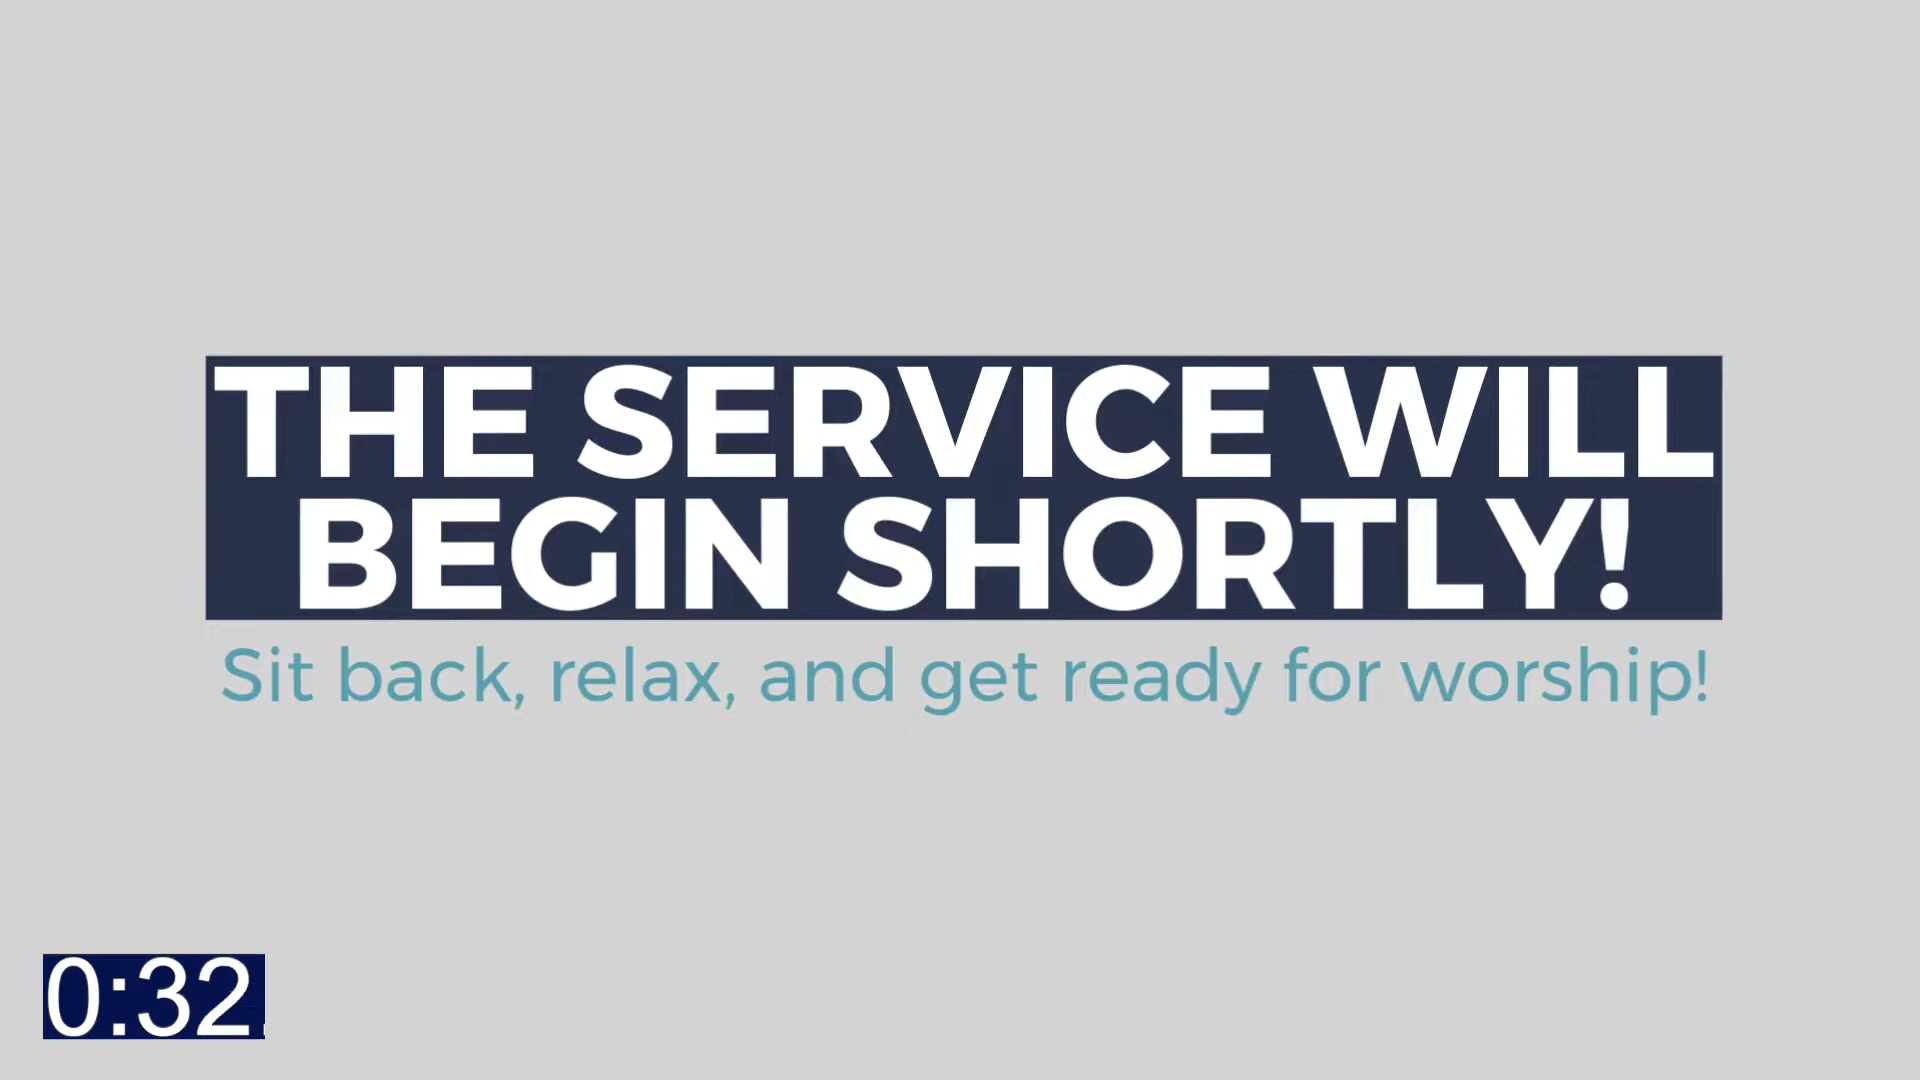 THE SERVICE WILL
BEGIN SHORTLY!
Sit back, relax, and get ready for worship!
0:32